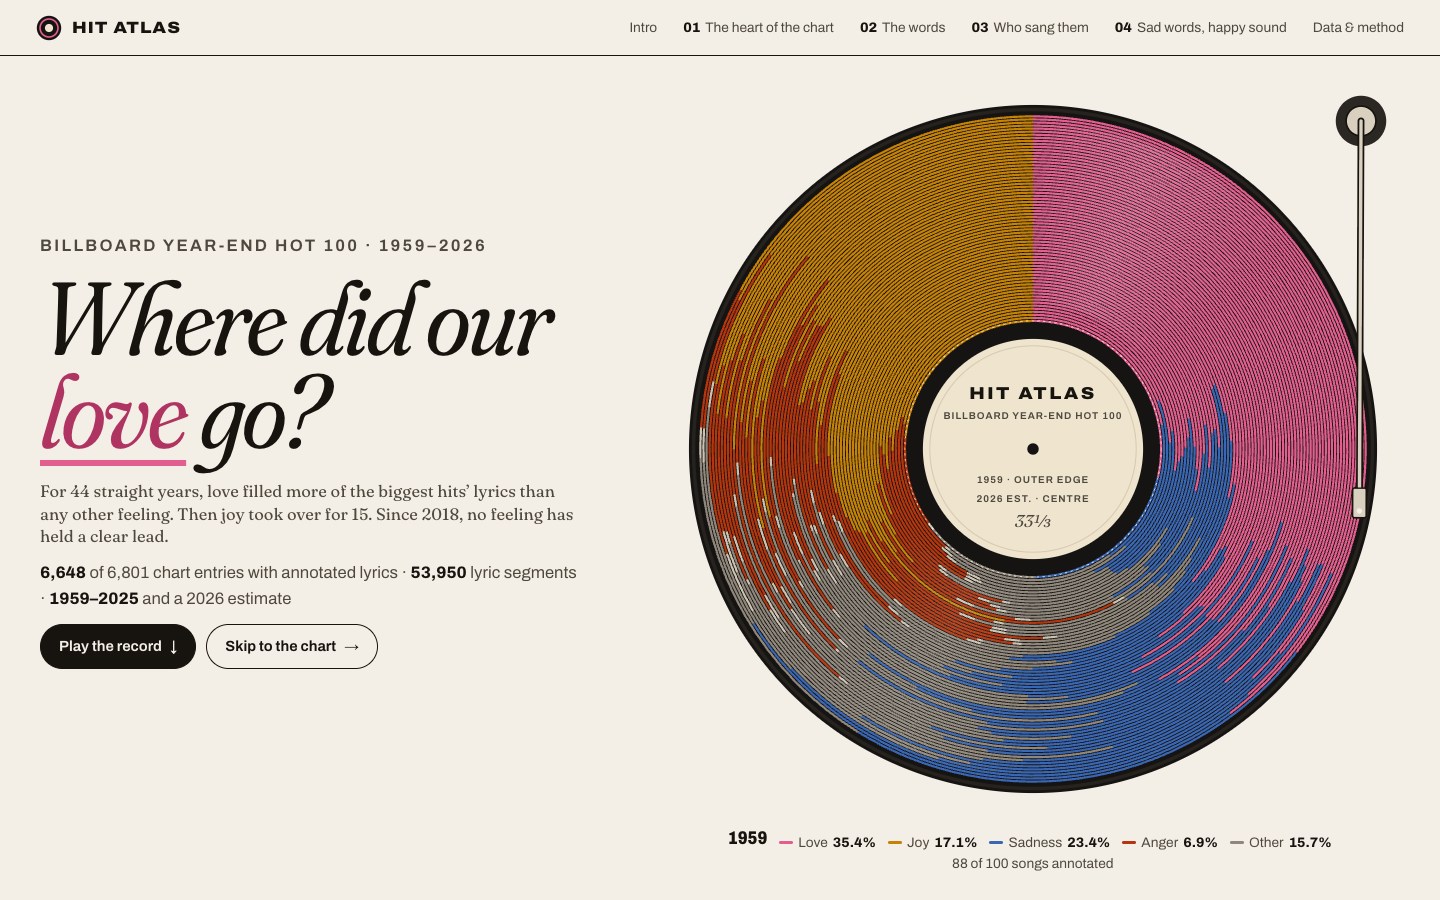 HIT ATLAS
Intro
01 The heart of the chart
02 The words
03 Who sang them
04 Sad words, happy sound
Data & method
BILLBOARD YEAR-END HOT 100 · 1959–2026
Where did our
love go?
For 44 straight years, love filled more of the biggest hits’ lyrics than
any other feeling. Then joy took over for 15. Since 2018, no feeling has
held a clear lead.
6,648 of 6,801 chart entries with annotated lyrics · 53,950 lyric segments
· 1959–2025 and a 2026 estimate
Play the record ↓
Skip to the chart →
HIT ATLAS
BILLBOARD YEAR-END HOT 100
1959 · OUTER EDGE
2026 EST. · CENTRE
33⅓
1959 Love 35.4% Joy 17.1% Sadness 23.4% Anger 6.9% Other 15.7%
88 of 100 songs annotated